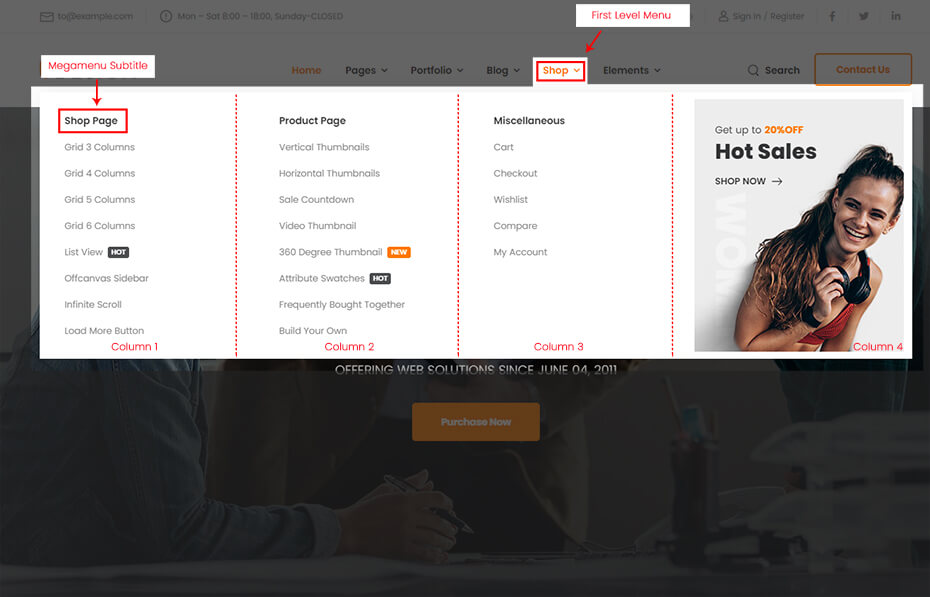 to@example.com
Mon – Sat 8:00 – 18:00, Sunday-CLOSED
First Level Menu
Sign In / Register
Megamenu Subtitle
Home
Pages
Portfolio
Blog
Shop
Elements
Search
Contact Us
Shop Page
Grid 3 Columns
Grid 4 Columns
Grid 5 Columns
Grid 6 Columns
List View HOT
Offcanvas Sidebar
Infinite Scroll
Load More Button
Column 1
Product Page
Vertical Thumbnails
Horizontal Thumbnails
Sale Countdown
Video Thumbnail
360 Degree Thumbnail NEW
Attribute Swatches HOT
Frequently Bought Together
Build Your Own
Column 2
Miscellaneous
Cart
Checkout
Wishlist
Compare
My Account
Column 3
Get up to 20%OFF
Hot Sales
SHOP NOW
Column 4
OFFERING WEB SOLUTIONS SINCE JUNE 04, 2011
Purchase Now